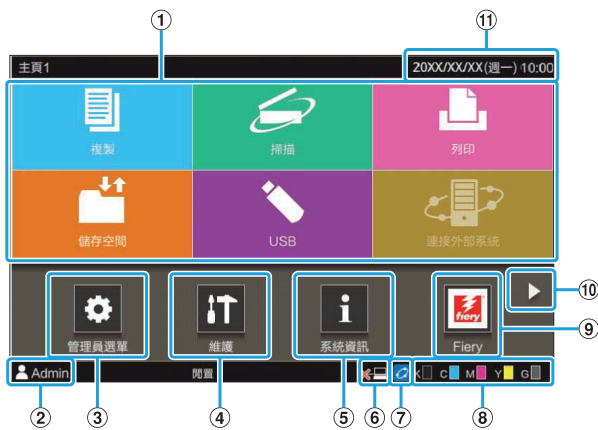 ①
⑪
主頁1
20XX/XX/XX(週一) 10:00
複製
掃描
列印
儲存空間
USB
連接外部系統
⑩
管理員選單
維護
系統資訊
fiery
Fiery
⑨
Admin
閒置
K C M Y G
② ③ ④ ⑤ ⑥ ⑦ ⑧